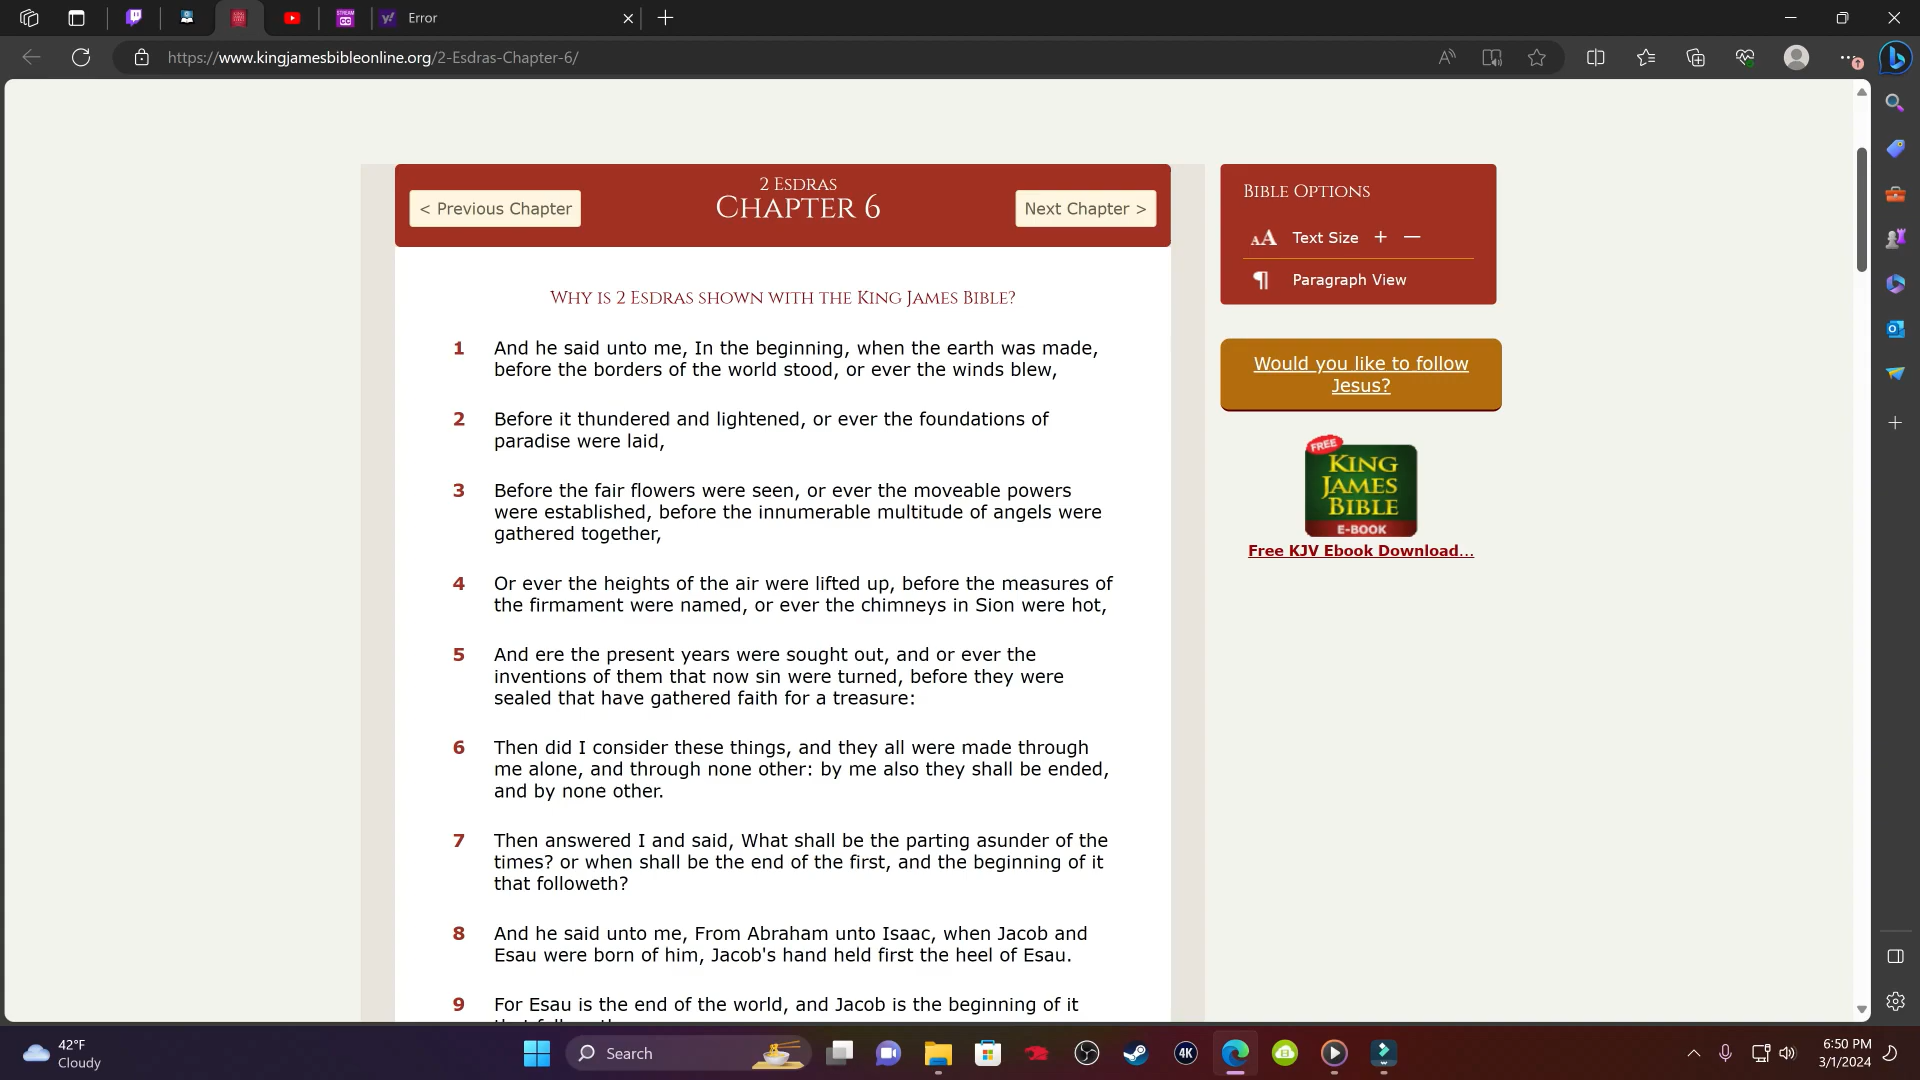 Error
https://www.kingjamesbibleonline.org/2-Esdras-Chapter-6/
2 Esdras
Chapter 6
< Previous Chapter
Next Chapter >
Why is 2 Esdras shown with the King James Bible?
1 And he said unto me, In the beginning, when the earth was made,
before the borders of the world stood, or ever the winds blew,
2 Before it thundered and lightened, or ever the foundations of
paradise were laid,
3 Before the fair flowers were seen, or ever the moveable powers
were established, before the innumerable multitude of angels were
gathered together,
4 Or ever the heights of the air were lifted up, before the measures of
the firmament were named, or ever the chimneys in Sion were hot,
5 And ere the present years were sought out, and or ever the
inventions of them that now sin were turned, before they were
sealed that have gathered faith for a treasure:
6 Then did I consider these things, and they all were made through
me alone, and through none other: by me also they shall be ended,
and by none other.
7 Then answered I and said, What shall be the parting asunder of the
times? or when shall be the end of the first, and the beginning of it
that followeth?
8 And he said unto me, From Abraham unto Isaac, when Jacob and
Esau were born of him, Jacob's hand held first the heel of Esau.
9 For Esau is the end of the world, and Jacob is the beginning of it
Bible Options
AA Text Size + —
¶ Paragraph View
Would you like to follow
Jesus?
FREE
KING
JAMES
BIBLE
E-BOOK
Free KJV Ebook Download...
42°F
Cloudy
Search
4K
6:50 PM
3/1/2024